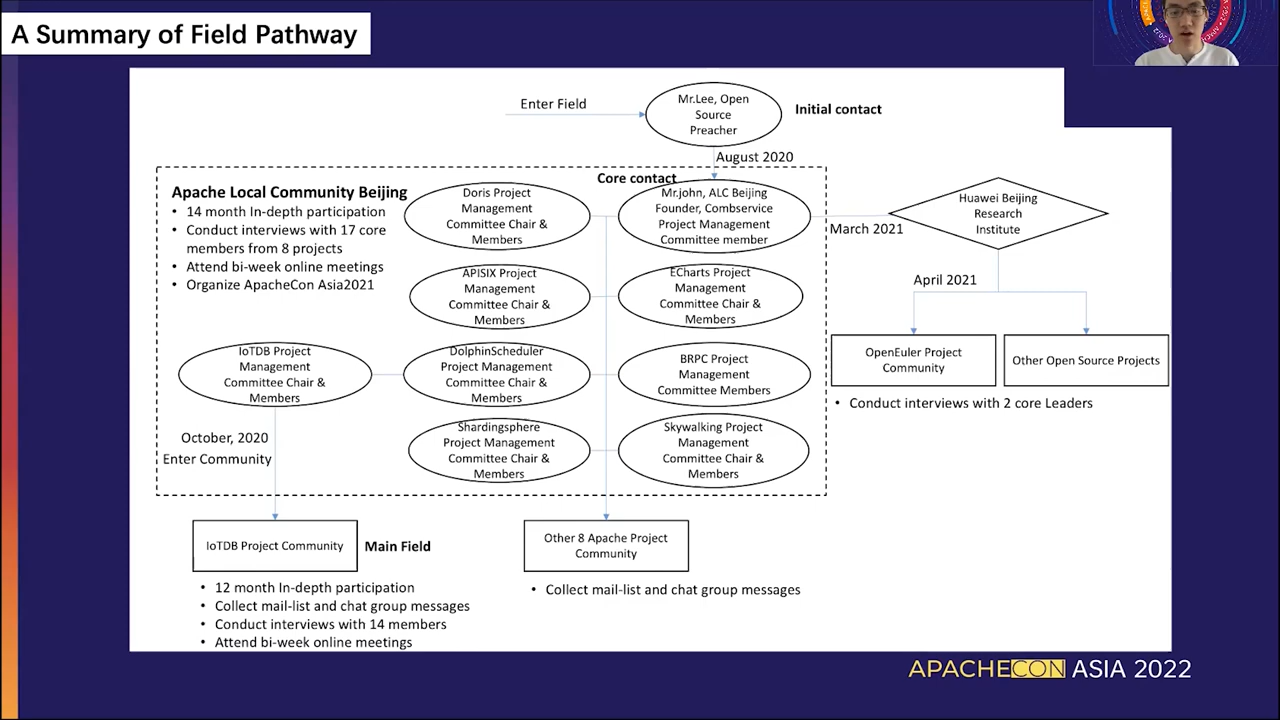 A Summary of Field Pathway
Enter Field
Mr.Lee, Open
Source
Preacher
Initial contact
August 2020
Apache Local Community Beijing
• 14 month In-depth participation
• Conduct interviews with 17 core
members from 8 projects
• Attend bi-week online meetings
• Organize ApacheCon Asia2021
Core contact
Doris Project
Management
Committee Chair &
Members
Mr.john, ALC Beijing
Founder, Combservice
Project Management
Committee member
March 2021
Huawei Beijing
Research
Institute
APISIX Project
Management
Committee Chair &
Members
ECharts Project
Management
Committee Chair &
Members
April 2021
IoTDB Project
Management
Committee Chair &
Members
DolphinScheduler
Project Management
Committee Chair &
Members
BRPC Project
Management
Committee Members
OpenEuler Project
Community
Other Open Source Projects
• Conduct interviews with 2 core Leaders
October, 2020
Enter Community
Shardingsphere
Project Management
Committee Chair &
Members
Skywalking Project
Management
Committee Chair &
Members
IoTDB Project Community
Main Field
Other 8 Apache Project
Community
• 12 month In-depth participation
• Collect mail-list and chat group messages
• Conduct interviews with 14 members
• Attend bi-week online meetings
• Collect mail-list and chat group messages
APACHECON ASIA 2022